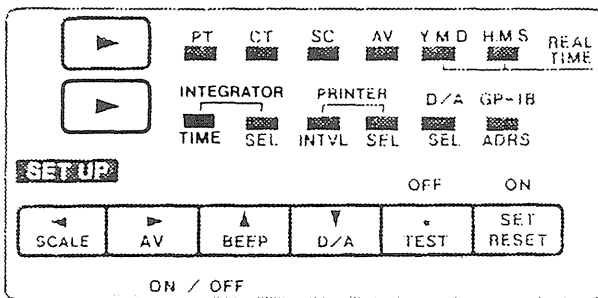 PT CT SC AV Y.M.D H.M.S REAL TIME
INTEGRATOR PRINTER D/A GP-IB
TIME SEL INTVL SEL SEL ADRS
SET UP
OFF ON
SCALE AV BEEP D/A TEST SET RESET
ON / OFF